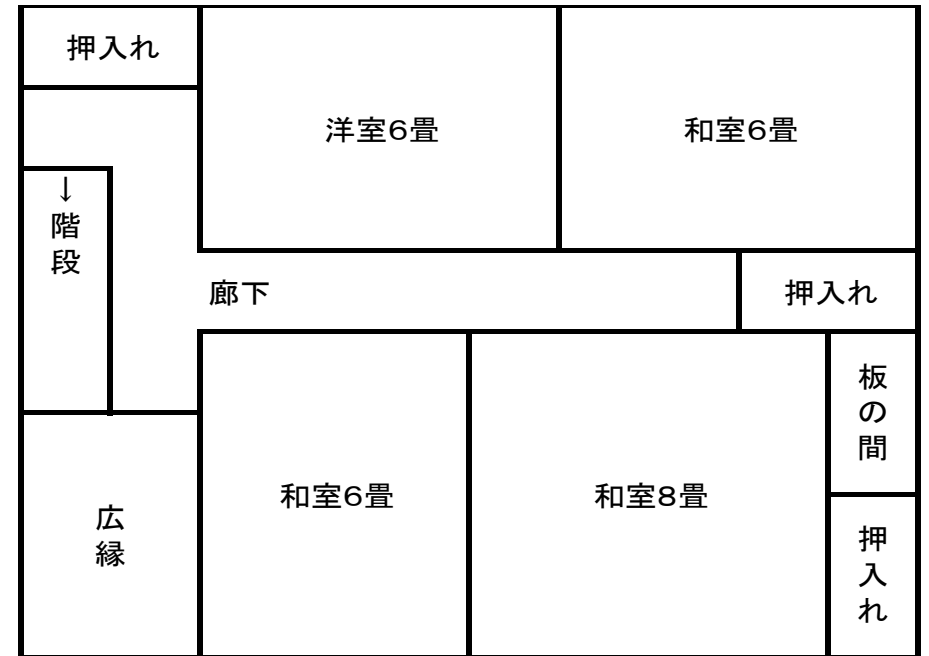 押入れ
洋室6畳
和室6畳
↓階段
廊下
押入れ
板の間
和室6畳
和室8畳
広縁
押入れ